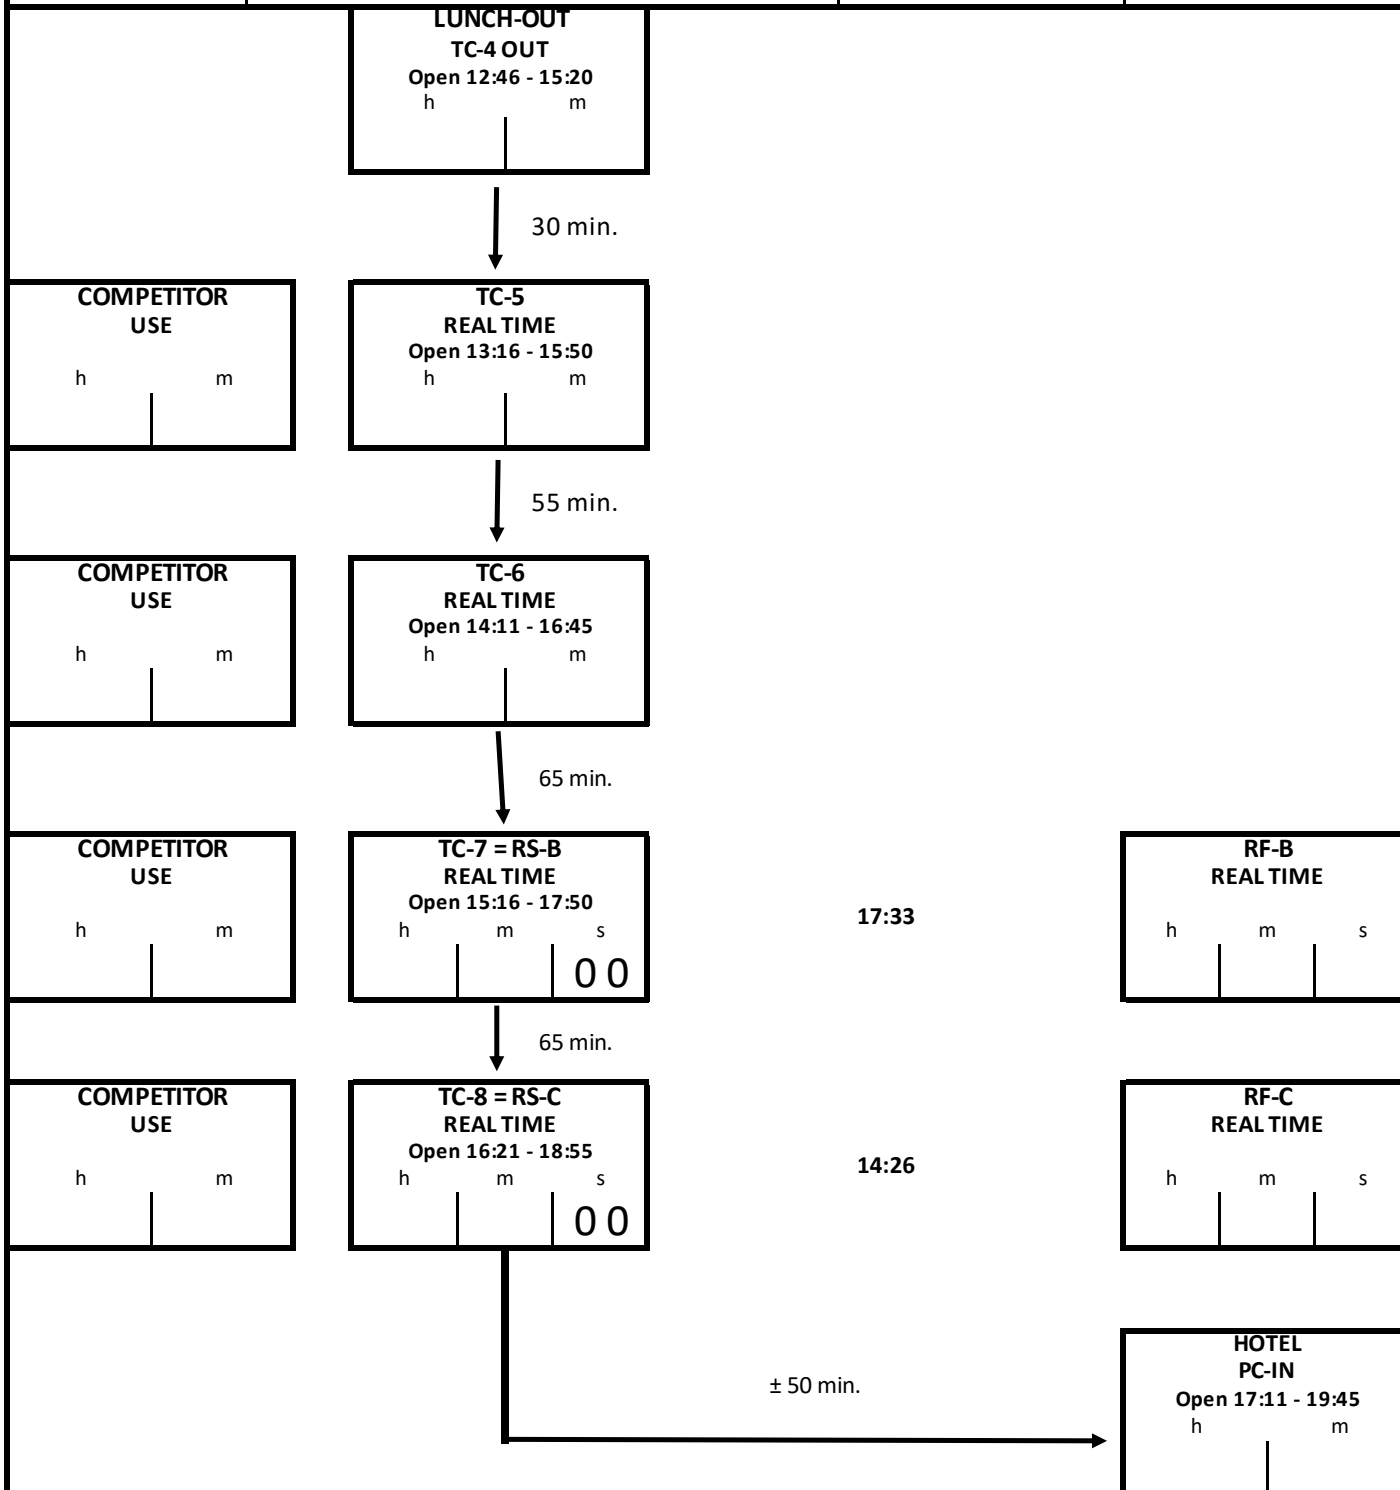 LUNCH-OUT
TC-4 OUT
Open 12:46 - 15:20
h m
30 min.
COMPETITOR
USE
h m
TC-5
REAL TIME
Open 13:16 - 15:50
h m
55 min.
COMPETITOR
USE
h m
TC-6
REAL TIME
Open 14:11 - 16:45
h m
65 min.
COMPETITOR
USE
h m
TC-7 = RS-B
REAL TIME
Open 15:16 - 17:50
h m s
00
17:33
RF-B
REAL TIME
h m s
65 min.
COMPETITOR
USE
h m
TC-8 = RS-C
REAL TIME
Open 16:21 - 18:55
h m s
00
14:26
RF-C
REAL TIME
h m s
± 50 min.
HOTEL
PC-IN
Open 17:11 - 19:45
h m